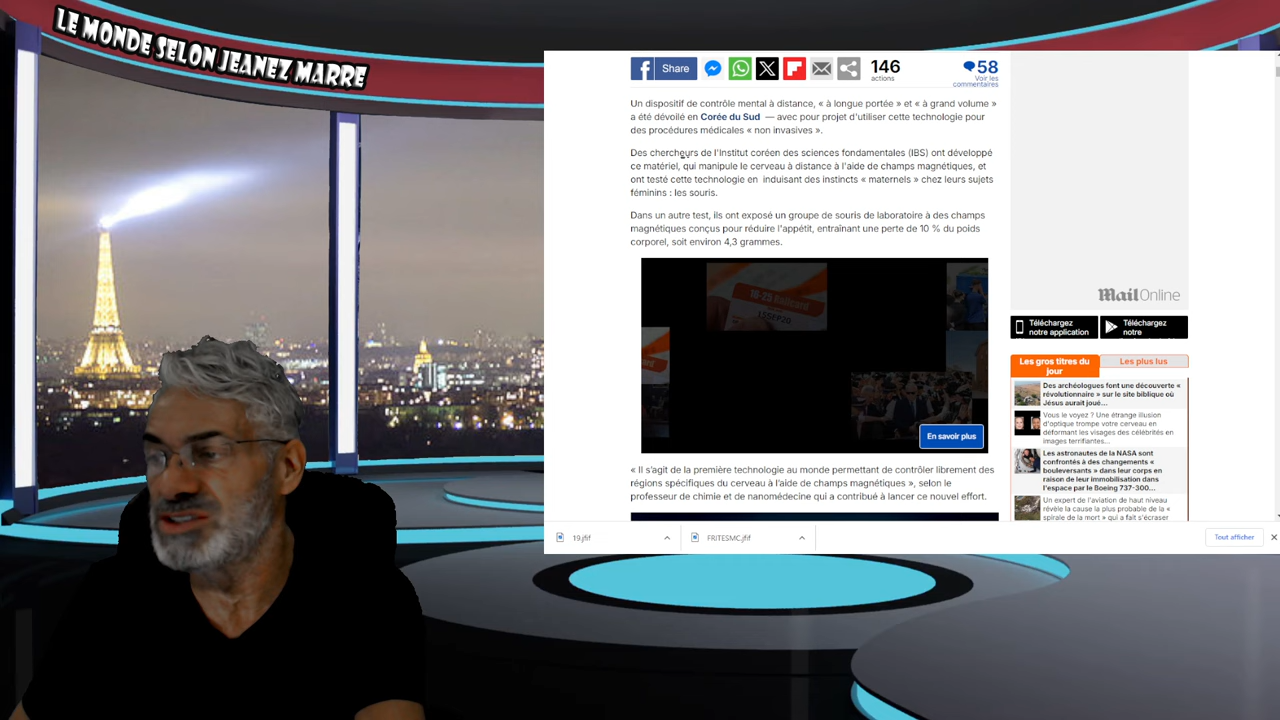 LE MONDE SELON JEANEZ MARRE
Share
146
actions
58
Voir les
commentaires
Un dispositif de contrôle mental à distance, « à longue portée » et « à grand volume »
a été dévoilé en Corée du Sud — avec pour projet d'utiliser cette technologie pour
des procédures médicales « non invasives ».
Des chercheurs de l'Institut coréen des sciences fondamentales (IBS) ont développé
ce matériel, qui manipule le cerveau à distance à l'aide de champs magnétiques, et
ont testé cette technologie en induisant des instincts « maternels » chez leurs sujets
féminins : les souris.
Dans un autre test, ils ont exposé un groupe de souris de laboratoire à des champs
magnétiques conçus pour réduire l'appétit, entraînant une perte de 10 % du poids
corporel, soit environ 4,3 grammes.
16-25 Railcard
En savoir plus
« Il s'agit de la première technologie au monde permettant de contrôler librement des
régions spécifiques du cerveau à l'aide de champs magnétiques », selon le
professeur de chimie et de nanomédecine qui a contribué à lancer ce nouvel effort.
Mail Online
Téléchargez
notre application
Téléchargez
notre
Les gros titres du
jour
Les plus lus
Des archéologues font une découverte «
révolutionnaire » sur le site biblique où
Jésus aurait joué...
Vous le voyez ? Une étrange illusion
d'optique trompe votre cerveau en
déformant les visages des célébrités en
images terrifiantes...
Les astronautes de la NASA sont
confrontés à des changements «
bouleversants » dans leur corps en
raison de leur immobilisation dans
l'espace par le Boeing 737-300...
Un expert de l'aviation de haut niveau
révèle la cause la plus probable de la «
spirale de la mort » qui a fait s'écraser
19.jfif
FRITESMC.jfif
Tout afficher